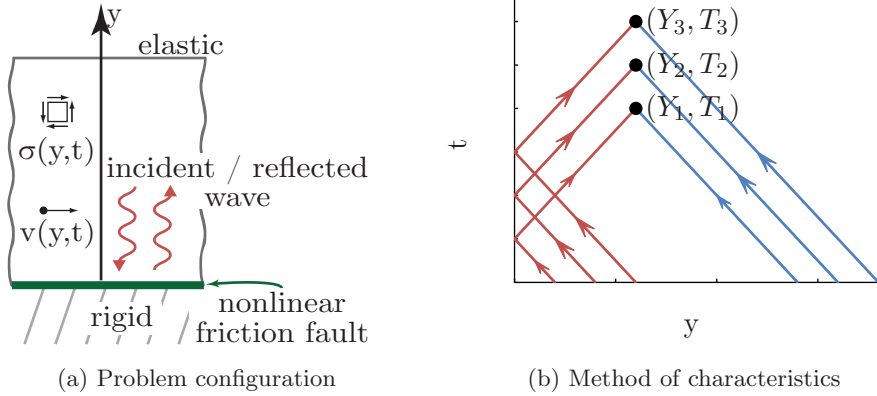 y
elastic
σ(y,t)
incident / reflected
wave
v(y,t)
rigid
nonlinear
friction fault
(a) Problem configuration
(Y₃, T₃)
(Y₂, T₂)
(Y₁, T₁)
t
y
(b) Method of characteristics